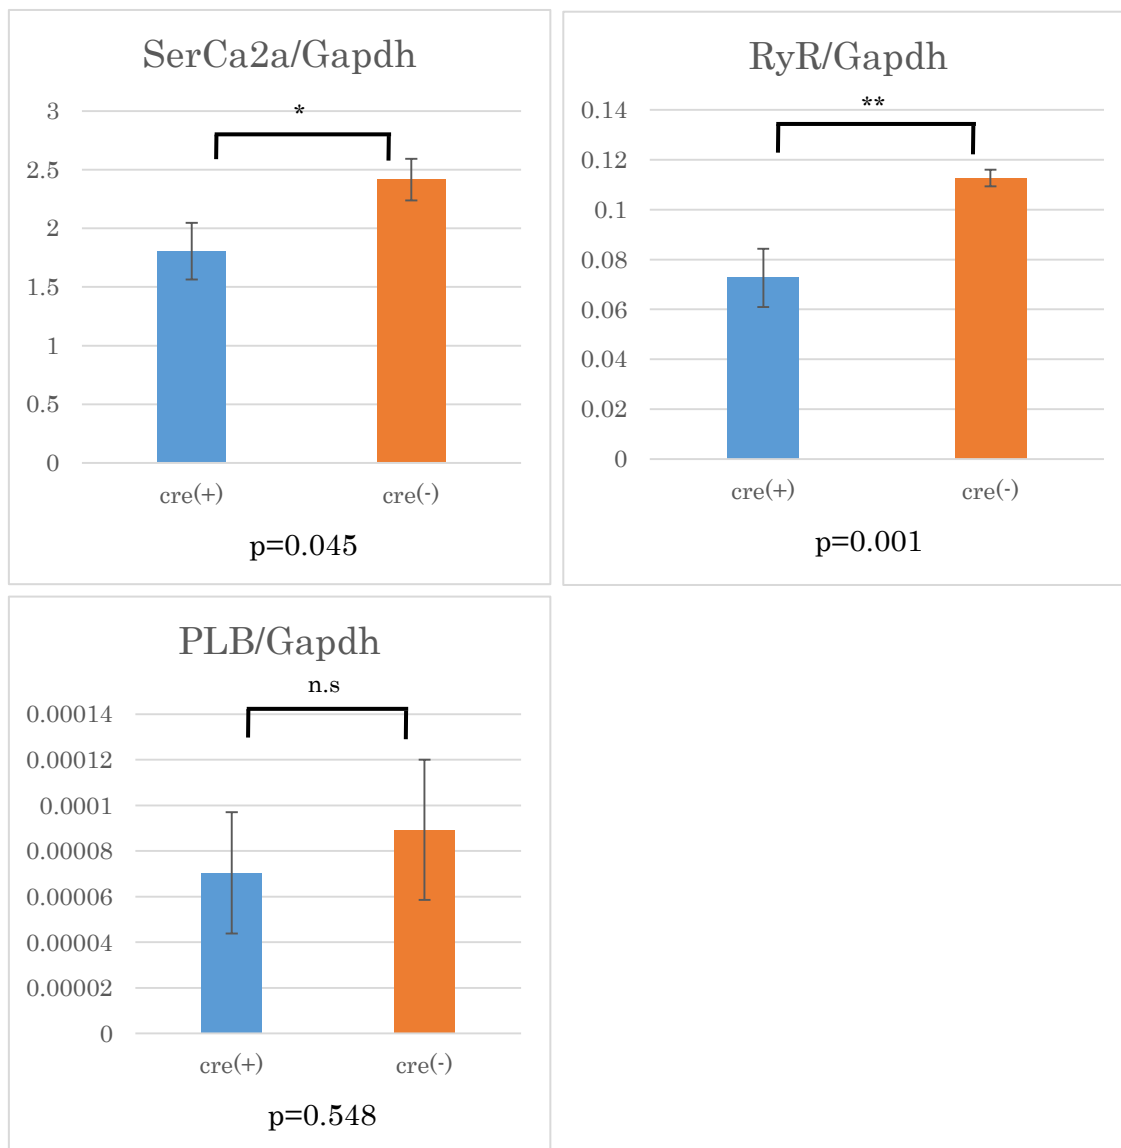 SerCa2a/Gapdh
*
3
2.5
2
1.5
1
0.5
0
cre(+) cre(-)
p=0.045
RyR/Gapdh
**
0.14
0.12
0.1
0.08
0.06
0.04
0.02
0
cre(+) cre(-)
p=0.001
PLB/Gapdh
n.s
0.00014
0.00012
0.0001
0.00008
0.00006
0.00004
0.00002
0
cre(+) cre(-)
p=0.548